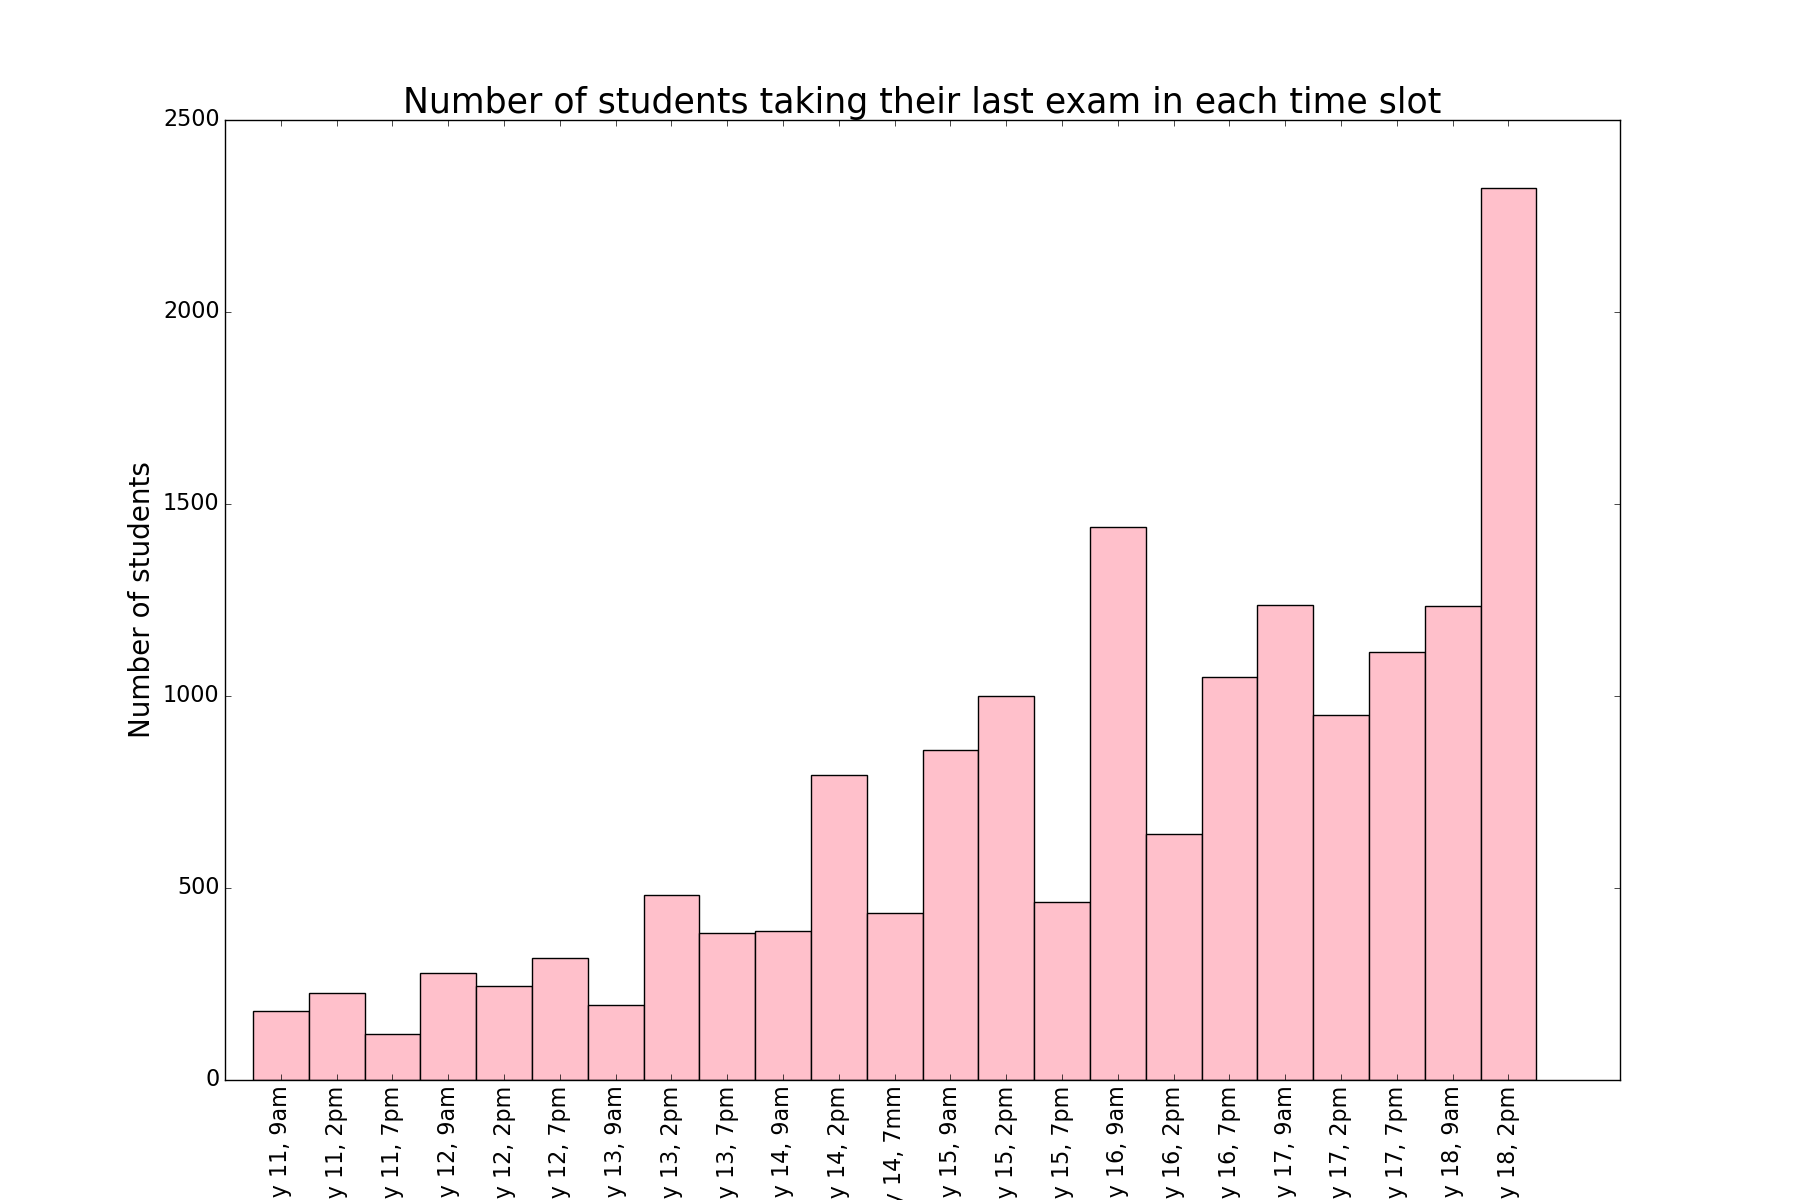 Number of students taking their last exam in each time slot
Number of students
2500
2000
1500
1000
500
0
y 11, 9am
y 11, 2pm
y 11, 7pm
y 12, 9am
y 12, 2pm
y 12, 7pm
y 13, 9am
y 13, 2pm
y 13, 7pm
y 14, 9am
y 14, 2pm
y 14, 7mm
y 15, 9am
y 15, 2pm
y 15, 7pm
y 16, 9am
y 16, 2pm
y 16, 7pm
y 17, 9am
y 17, 2pm
y 17, 7pm
y 18, 9am
y 18, 2pm